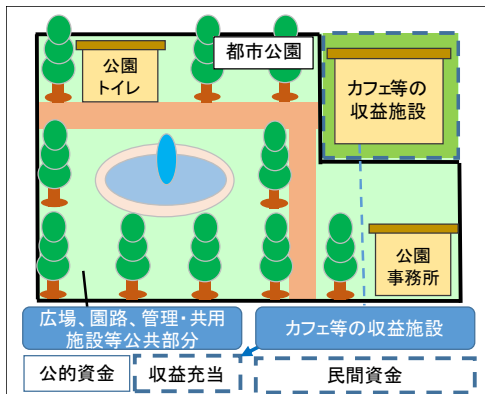 都市公園
公園
トイレ
カフェ等の
収益施設
公園
事務所
広場、園路、管理・共用
施設等公共部分
カフェ等の収益施設
公的資金
収益充当
民間資金